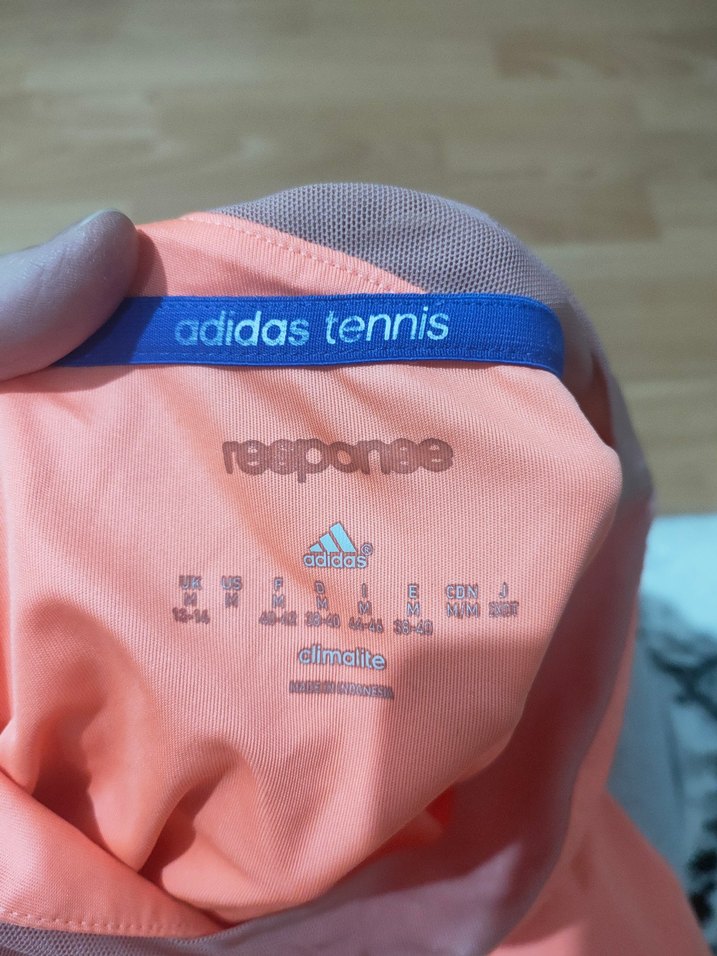 adidas tennis
response
adidas®
UK US F D I E CDN J
M M M M M M M/M
12-14 40-42 38-40 44-46 38-40
climalite
MADE IN INDONESIA